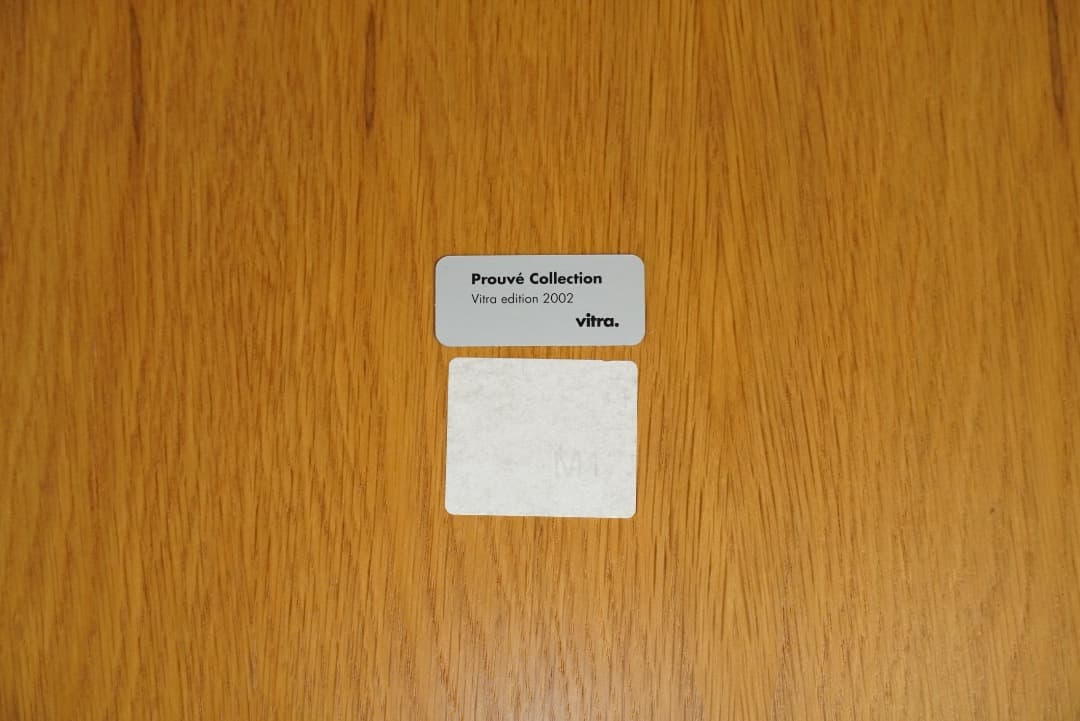 Prouvé Collection
Vitra edition 2002
vitra.